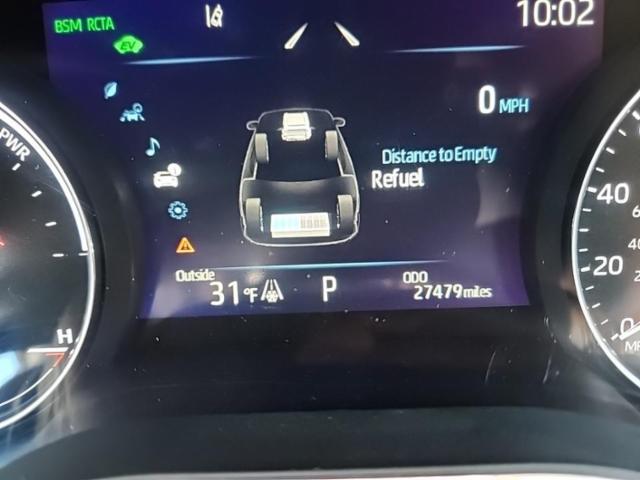 BSM RCTA
10:02
EV
PWR
0 MPH
Distance to Empty
Refuel
40
20
0
Outside
31 °F
P
ODO
27479 miles
H